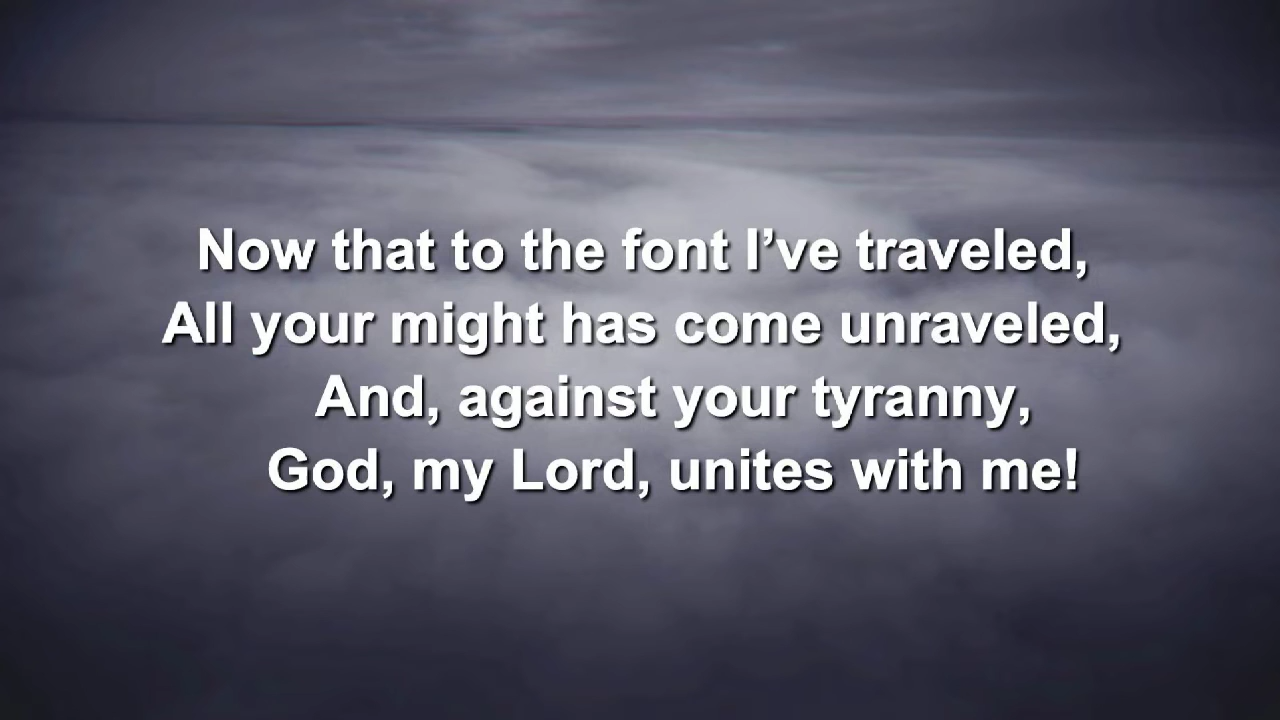 Now that to the font I’ve traveled,
All your might has come unraveled,
And, against your tyranny,
God, my Lord, unites with me!